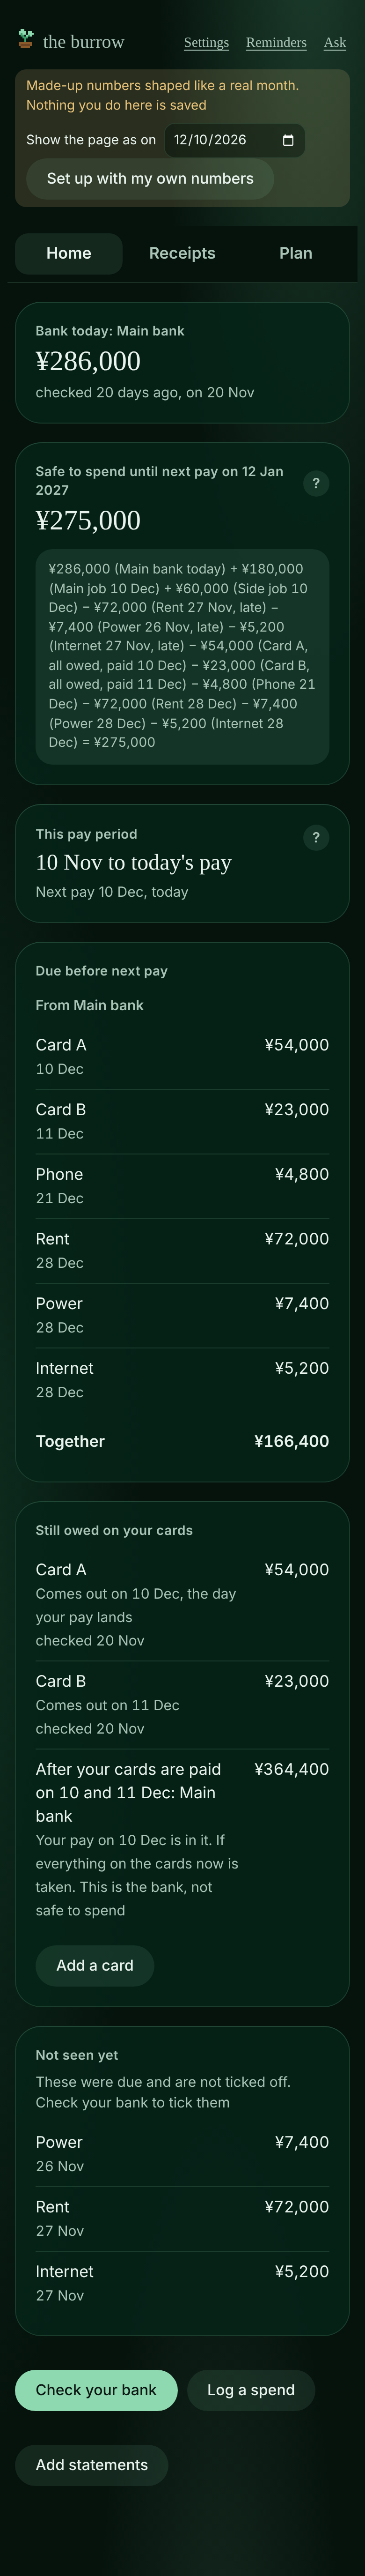 the burrow
Settings
Reminders
Ask
Made-up numbers shaped like a real month.
Nothing you do here is saved
Show the page as on 12/10/2026
Set up with my own numbers
Home
Receipts
Plan
Bank today: Main bank
¥286,000
checked 20 days ago, on 20 Nov
Safe to spend until next pay on 12 Jan
2027
?
¥275,000
¥286,000 (Main bank today) + ¥180,000
(Main job 10 Dec) + ¥60,000 (Side job 10
Dec) − ¥72,000 (Rent 27 Nov, late) −
¥7,400 (Power 26 Nov, late) − ¥5,200
(Internet 27 Nov, late) − ¥54,000 (Card A,
all owed, paid 10 Dec) − ¥23,000 (Card B,
all owed, paid 11 Dec) − ¥4,800 (Phone 21
Dec) − ¥72,000 (Rent 28 Dec) − ¥7,400
(Power 28 Dec) − ¥5,200 (Internet 28
Dec) = ¥275,000
This pay period
?
10 Nov to today's pay
Next pay 10 Dec, today
Due before next pay
From Main bank
Card A ¥54,000
10 Dec
Card B ¥23,000
11 Dec
Phone ¥4,800
21 Dec
Rent ¥72,000
28 Dec
Power ¥7,400
28 Dec
Internet ¥5,200
28 Dec
Together ¥166,400
Still owed on your cards
Card A ¥54,000
Comes out on 10 Dec, the day
your pay lands
checked 20 Nov
Card B ¥23,000
Comes out on 11 Dec
checked 20 Nov
After your cards are paid ¥364,400
on 10 and 11 Dec: Main
bank
Your pay on 10 Dec is in it. If
everything on the cards now is
taken. This is the bank, not
safe to spend
Add a card
Not seen yet
These were due and are not ticked off.
Check your bank to tick them
Power ¥7,400
26 Nov
Rent ¥72,000
27 Nov
Internet ¥5,200
27 Nov
Check your bank
Log a spend
Add statements